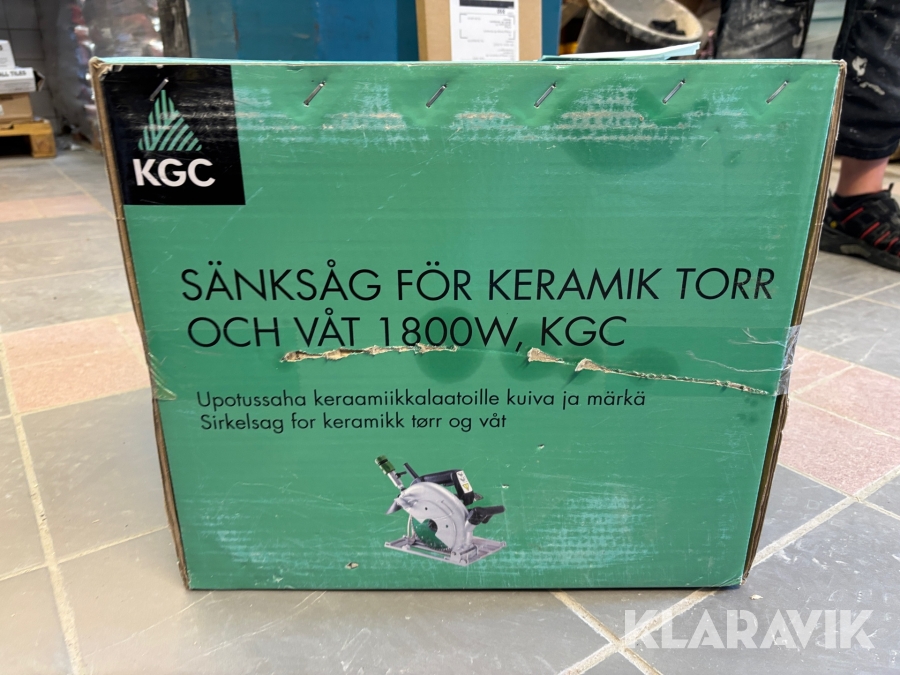 KGC
SÄNKSÅG FÖR KERAMIK TORR
OCH VÅT 1800W, KGC
Upotussaha keraamiikkalaatoille kuiva ja märkä
Sirkelsag for keramikk tørr og våt
KLARAVIK